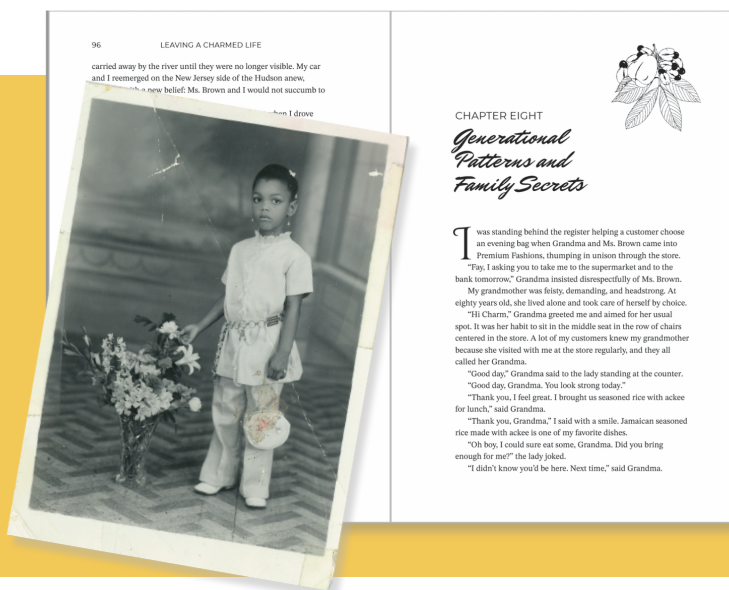 96
LEAVING A CHARMED LIFE
carried away by the river until they were no longer visible. My car
and I reemerged on the New Jersey side of the Hudson anew,
with a new belief: Ms. Brown and I would not succumb to
when I drove
CHAPTER EIGHT
Generational
Patterns and
Family Secrets
I was standing behind the register helping a customer choose
an evening bag when Grandma and Ms. Brown came into
Premium Fashions, thumping in unison through the store.
“Fay, I asking you to take me to the supermarket and to the
bank tomorrow,” Grandma insisted disrespectfully of Ms. Brown.
My grandmother was feisty, demanding, and headstrong. At
eighty years old, she lived alone and took care of herself by choice.
“Hi Charm,” Grandma greeted me and aimed for her usual
spot. It was her habit to sit in the middle seat in the row of chairs
centered in the store. A lot of my customers knew my grandmother
because she visited with me at the store regularly, and they all
called her Grandma.
“Good day,” Grandma said to the lady standing at the counter.
“Good day, Grandma. You look strong today.”
“Thank you, I feel great. I brought us seasoned rice with ackee
for lunch,” said Grandma.
“Thank you, Grandma,” I said with a smile. Jamaican seasoned
rice made with ackee is one of my favorite dishes.
“Oh boy, I could sure eat some, Grandma. Did you bring
enough for me?” the lady joked.
“I didn’t know you’d be here. Next time,” said Grandma.